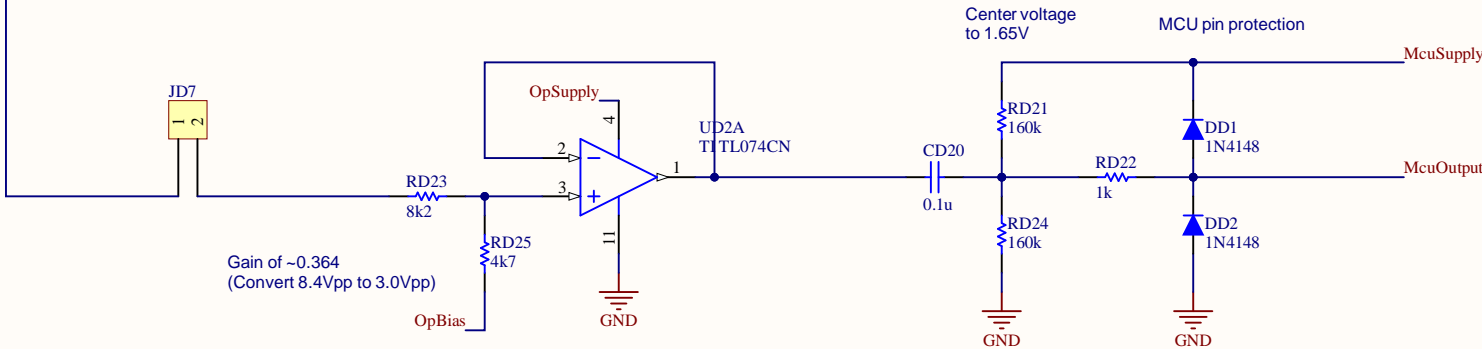 Center voltage
to 1.65V
MCU pin protection
McuSupply
JD7
1
2
OpSupply
4
RD21
160k
UD2A
TI TL074CN
DD1
1N4148
2
1
3
CD20
0.1u
RD22
1k
McuOutput
RD23
8k2
11
RD25
4k7
RD24
160k
DD2
1N4148
Gain of ~0.364
(Convert 8.4Vpp to 3.0Vpp)
OpBias
GND
GND
GND